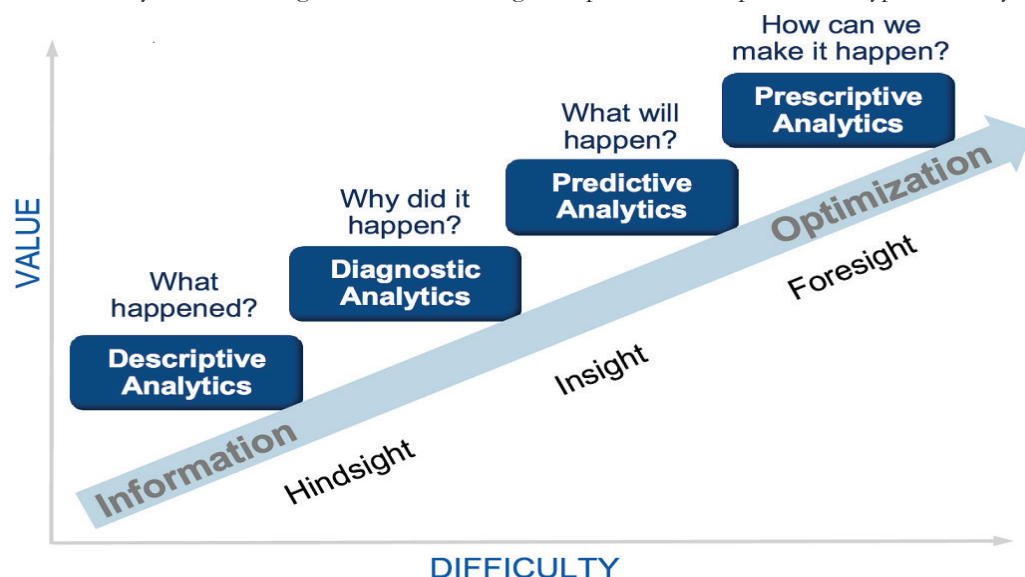 How can we
make it happen?
Prescriptive
Analytics
What will
happen?
Predictive
Analytics
Why did it
happen?
Diagnostic
Analytics
What
happened?
Descriptive
Analytics
Information
Optimization
Hindsight
Insight
Foresight
VALUE
DIFFICULTY